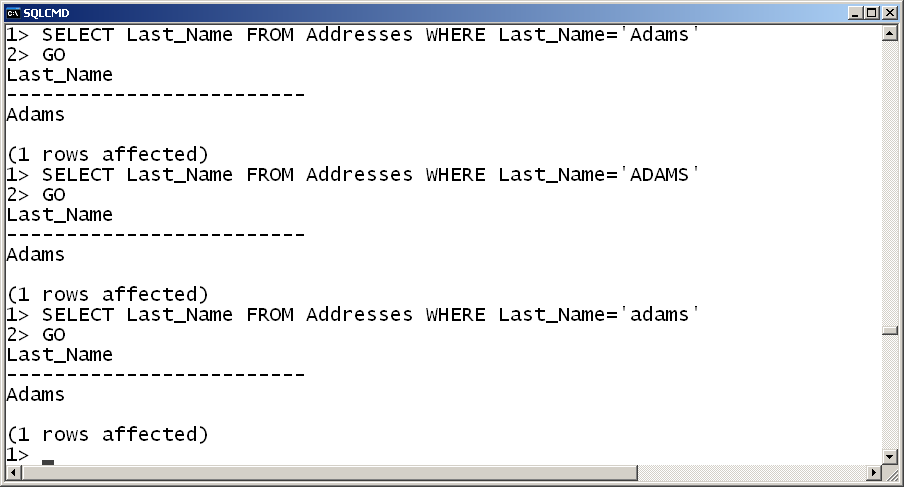 SQLCMD
1> SELECT Last_Name FROM Addresses WHERE Last_Name='Adams'
2> GO
Last_Name
-------------------------
Adams

(1 rows affected)
1> SELECT Last_Name FROM Addresses WHERE Last_Name='ADAMS'
2> GO
Last_Name
-------------------------
Adams

(1 rows affected)
1> SELECT Last_Name FROM Addresses WHERE Last_Name='adams'
2> GO
Last_Name
-------------------------
Adams

(1 rows affected)
1>